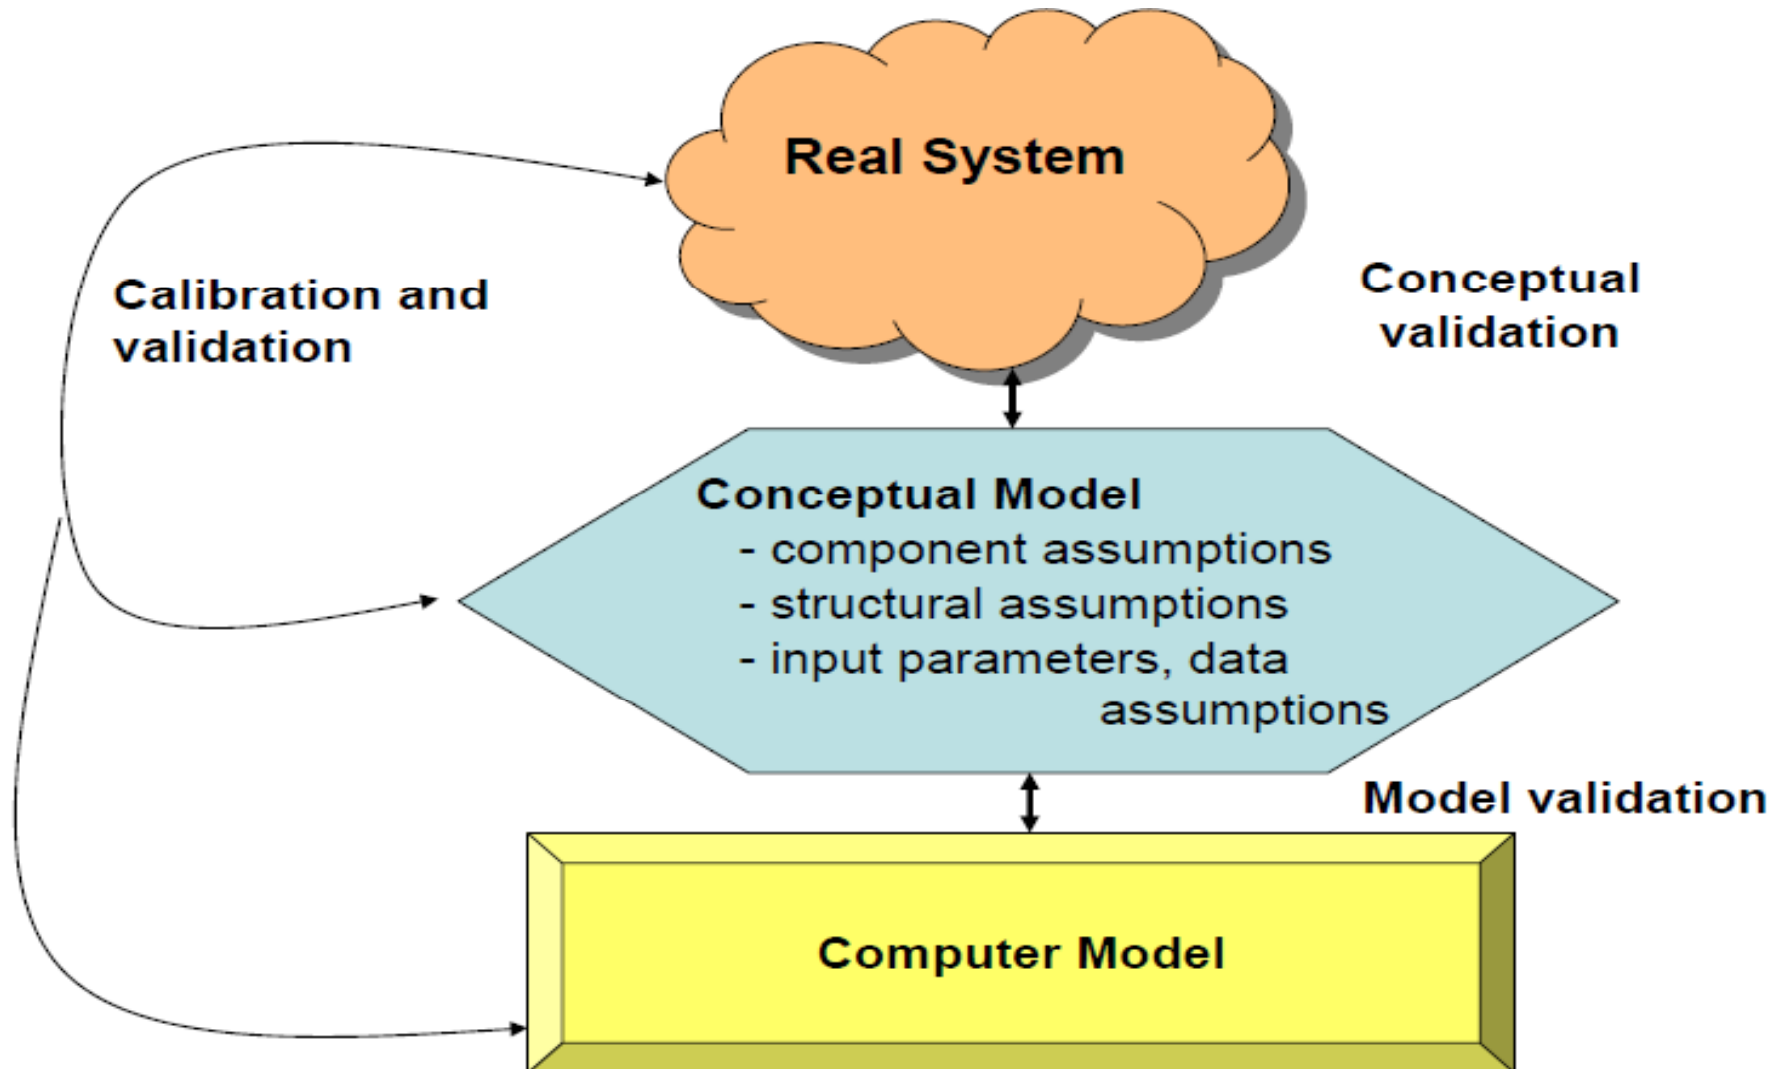 Real System
Calibration and
validation
Conceptual
validation
Conceptual Model
- component assumptions
- structural assumptions
- input parameters, data
assumptions
Model validation
Computer Model